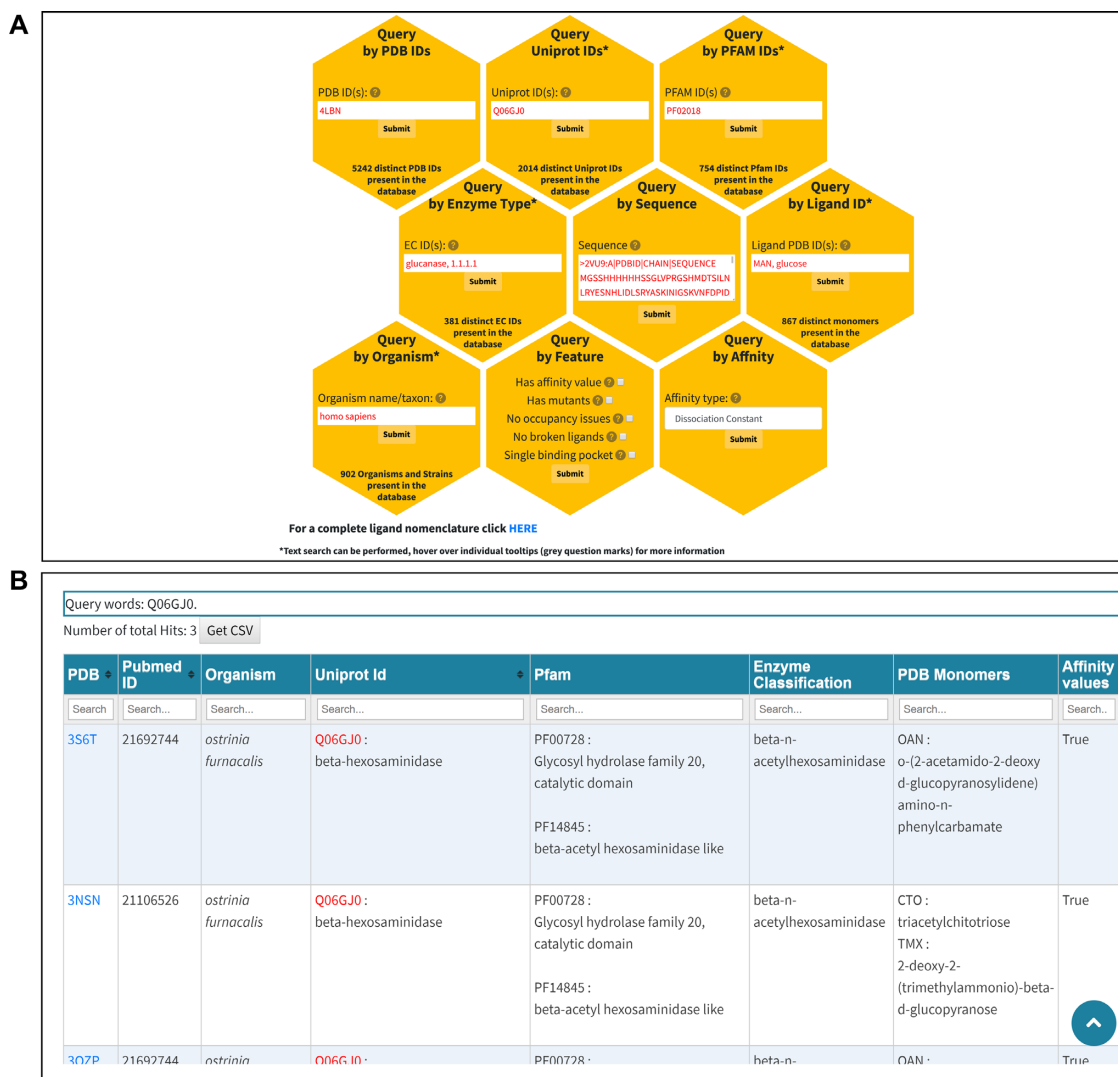 A
Query
by PDB IDs
PDB ID(s): ?
4LBN
Submit
5242 distinct PDB IDs
present in the
database
Query
Uniprot IDs*
Uniprot ID(s): ?
Q06GJ0
Submit
2014 distinct Uniprot IDs
present in the
database
Query
by PFAM IDs*
PFAM ID(s) ?
PF02018
Submit
754 distinct Pfam IDs
present in the
database
Query
by Enzyme Type*
EC ID(s): ?
glucanase, 1.1.1.1
Submit
381 distinct EC IDs
present in the
database
Query
by Sequence
Sequence ?
>2VU9:A|PDBID|CHAIN|SEQUENCE
MGSSHHHHHHSSGLVPRGSHMDTSILN
LRYESNHLIDLSRYASKINIGSKVNFDPID
Submit
Query
by Ligand ID*
Ligand PDB ID(s): ?
MAN, glucose
Submit
867 distinct monomers
present in the
database
Query
by Organism*
Organism name/taxon: ?
homo sapiens
Submit
902 Organisms and Strains
present in the
database
Query
by Feature
Has affinity value ?
Has mutants ?
No occupancy issues ?
No broken ligands ?
Single binding pocket ?
Submit
Query
by Affinity
Affinity type: ?
Dissociation Constant
Submit
For a complete ligand nomenclature click HERE
*Text search can be performed, hover over individual tooltips (grey question marks) for more information
B
Query words: Q06GJ0.
Number of total Hits: 3 Get CSV
PDB
Pubmed
ID
Organism
Uniprot Id
Pfam
Enzyme
Classification
PDB Monomers
Affinity
values
Search
Search...
Search...
Search...
Search...
Search...
Search...
Search..
3S6T
21692744
ostrinia
furnacalis
Q06GJ0 :
beta-hexosaminidase
PF00728 :
Glycosyl hydrolase family 20,
catalytic domain
PF14845 :
beta-acetyl hexosaminidase like
beta-n-
acetylhexosaminidase
OAN :
o-(2-acetamido-2-deoxy
d-glucopyranosylidene)
amino-n-
phenylcarbamate
True
3NSN
21106526
ostrinia
furnacalis
Q06GJ0 :
beta-hexosaminidase
PF00728 :
Glycosyl hydrolase family 20,
catalytic domain
PF14845 :
beta-acetyl hexosaminidase like
beta-n-
acetylhexosaminidase
CTO :
triacetylchitotriose
TMX :
2-deoxy-2-
(trimethylammonio)-beta-
d-glucopyranose
True
3OZP
21692744
ostrinia
Q06GJ0 :
PF00728 :
beta-n-
OAN :
True